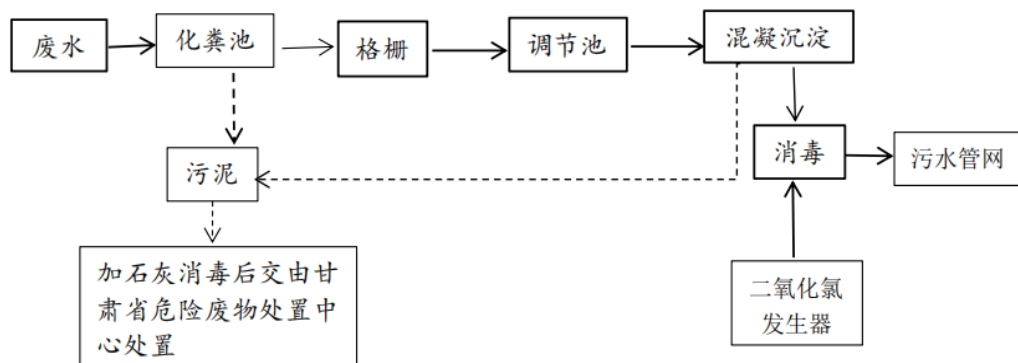 废水
化粪池
格栅
调节池
混凝沉淀
污泥
消毒
污水管网
加石灰消毒后交由甘
肃省危险废物处置中
心处置
二氧化氯
发生器